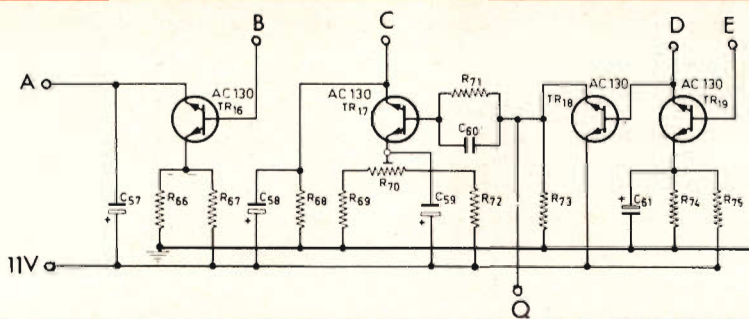 B C D E
A
AC 130 TR16
AC 130 TR17
R71
C60
AC 130 TR18
AC 130 TR19
C57
R66
R67
C58
R68
R69
R70
C59
R72
R73
C61
R74
R75
+ + + +
11V
Q